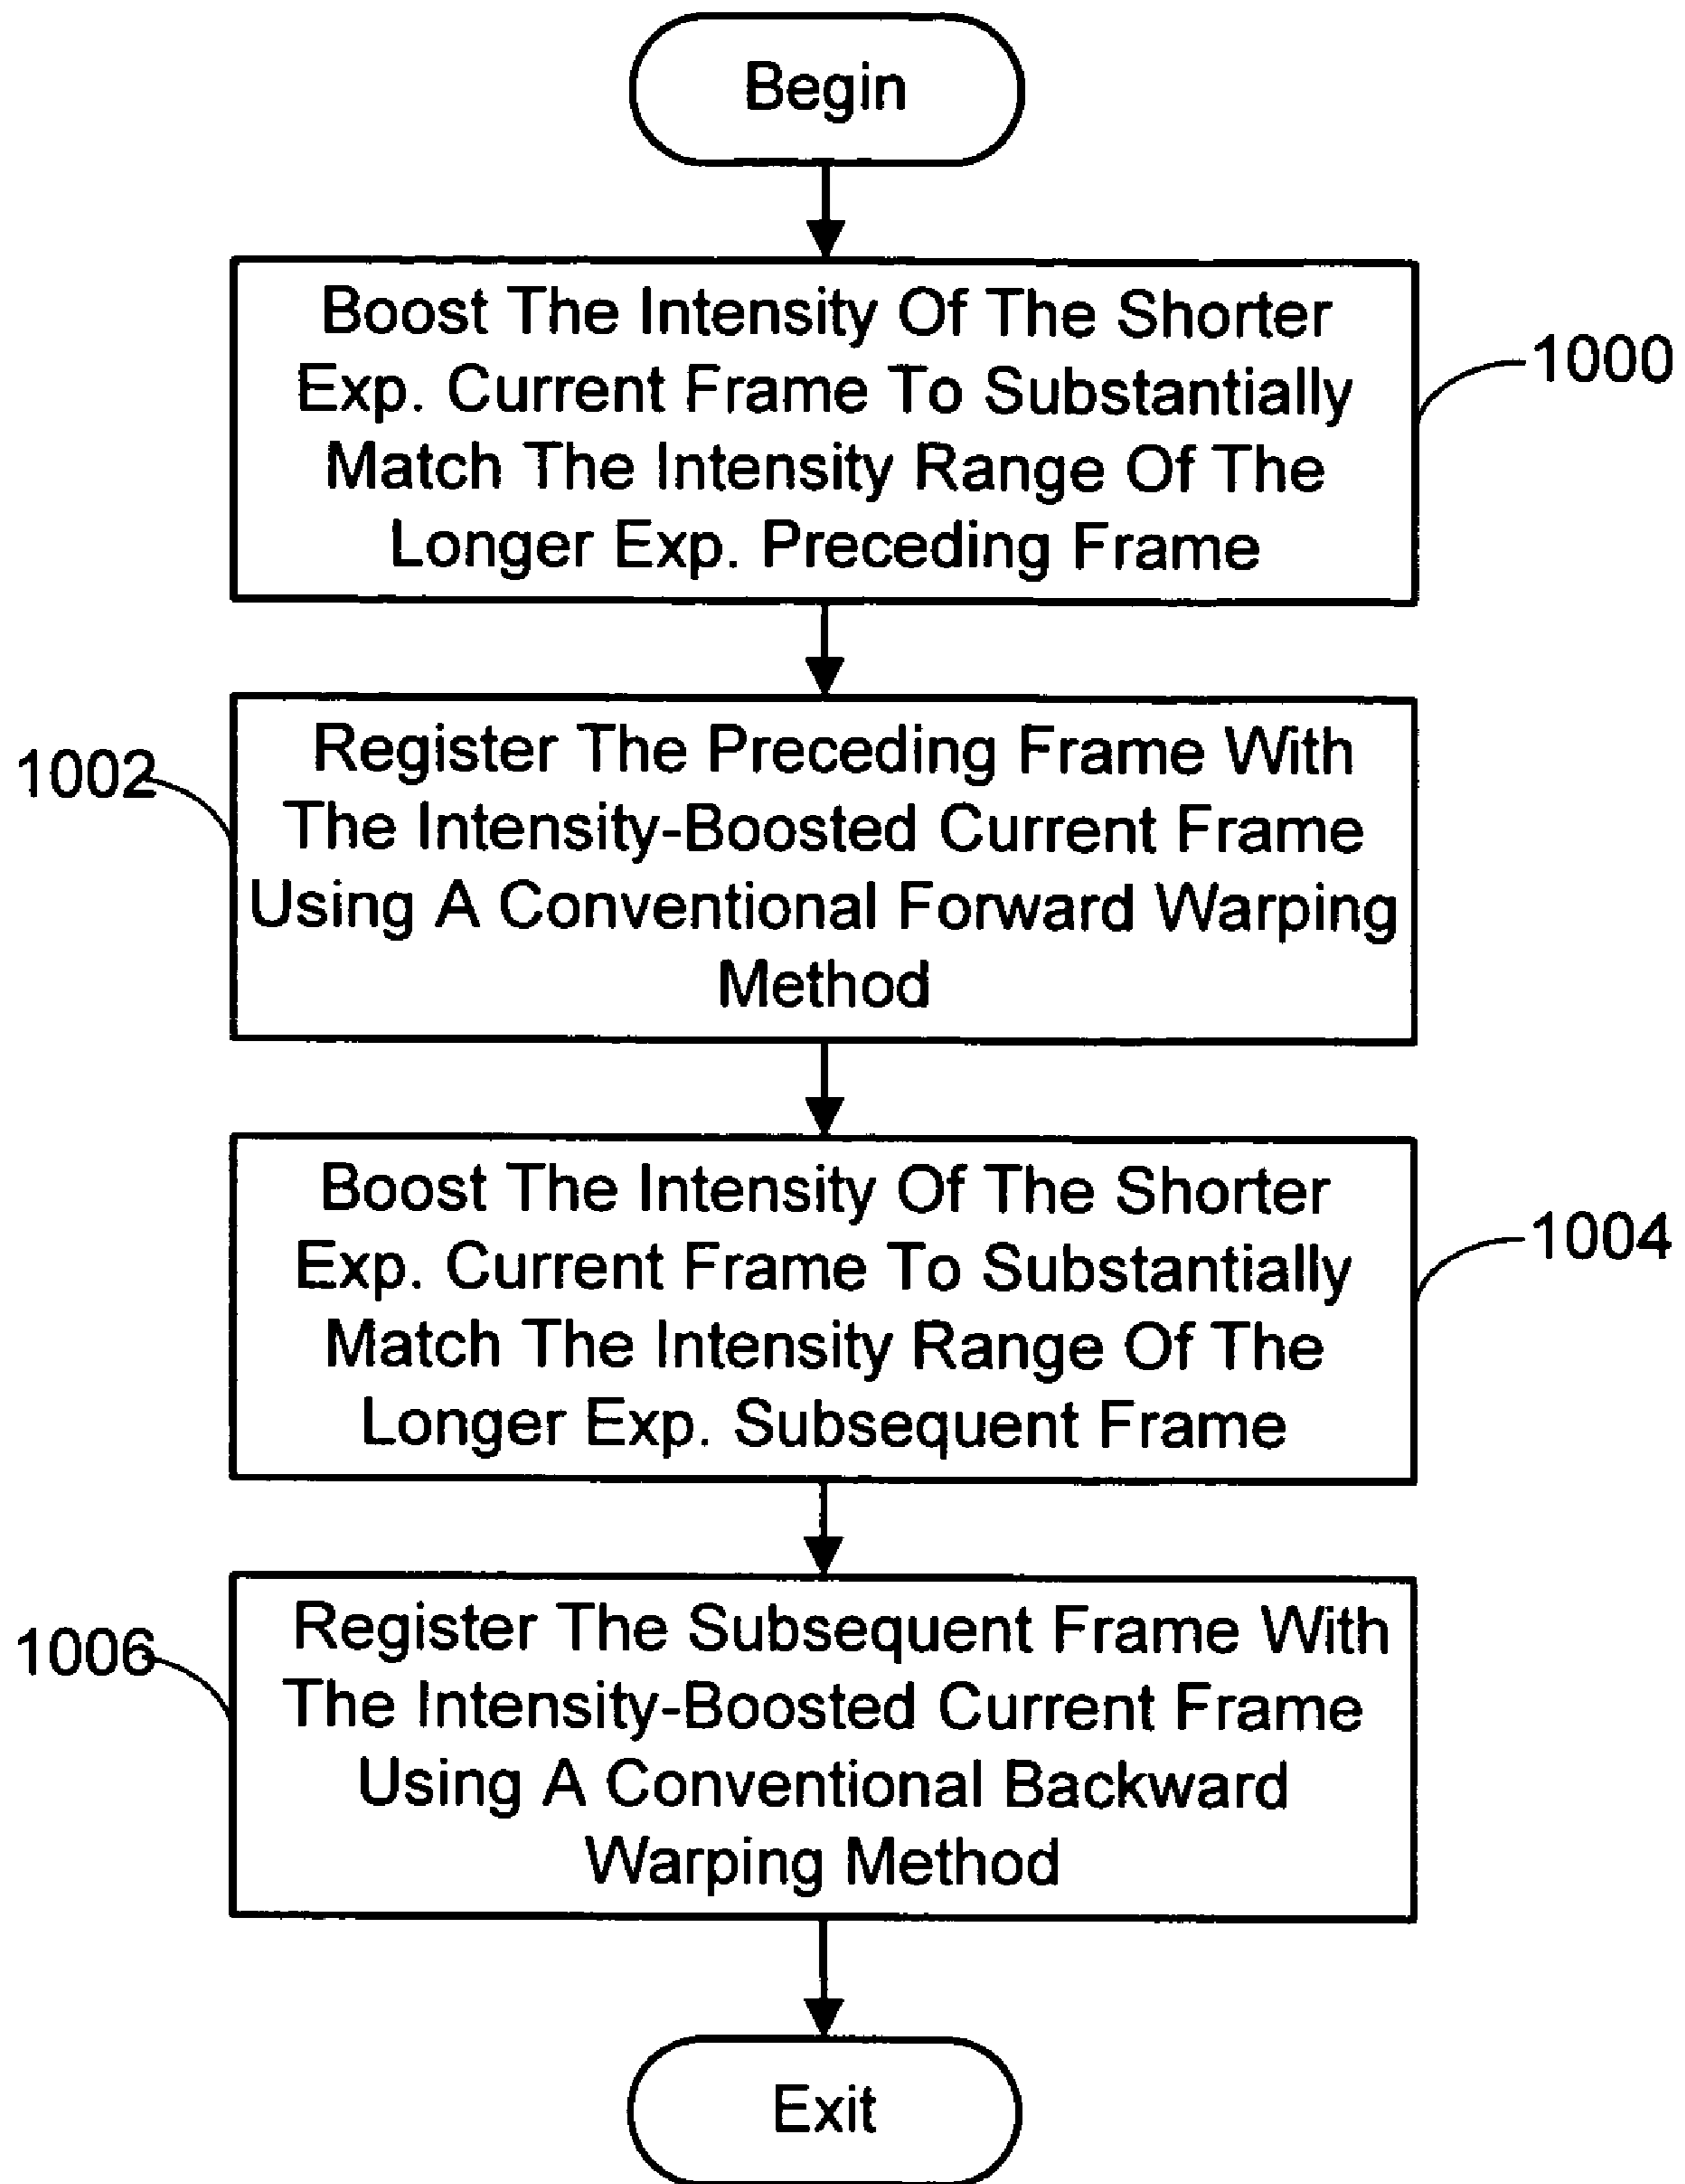 Begin
Boost The Intensity Of The Shorter
Exp. Current Frame To Substantially
Match The Intensity Range Of The
Longer Exp. Preceding Frame
1000
Register The Preceding Frame With
The Intensity-Boosted Current Frame
Using A Conventional Forward Warping
Method
1002
Boost The Intensity Of The Shorter
Exp. Current Frame To Substantially
Match The Intensity Range Of The
Longer Exp. Subsequent Frame
1004
Register The Subsequent Frame With
The Intensity-Boosted Current Frame
Using A Conventional Backward
Warping Method
1006
Exit